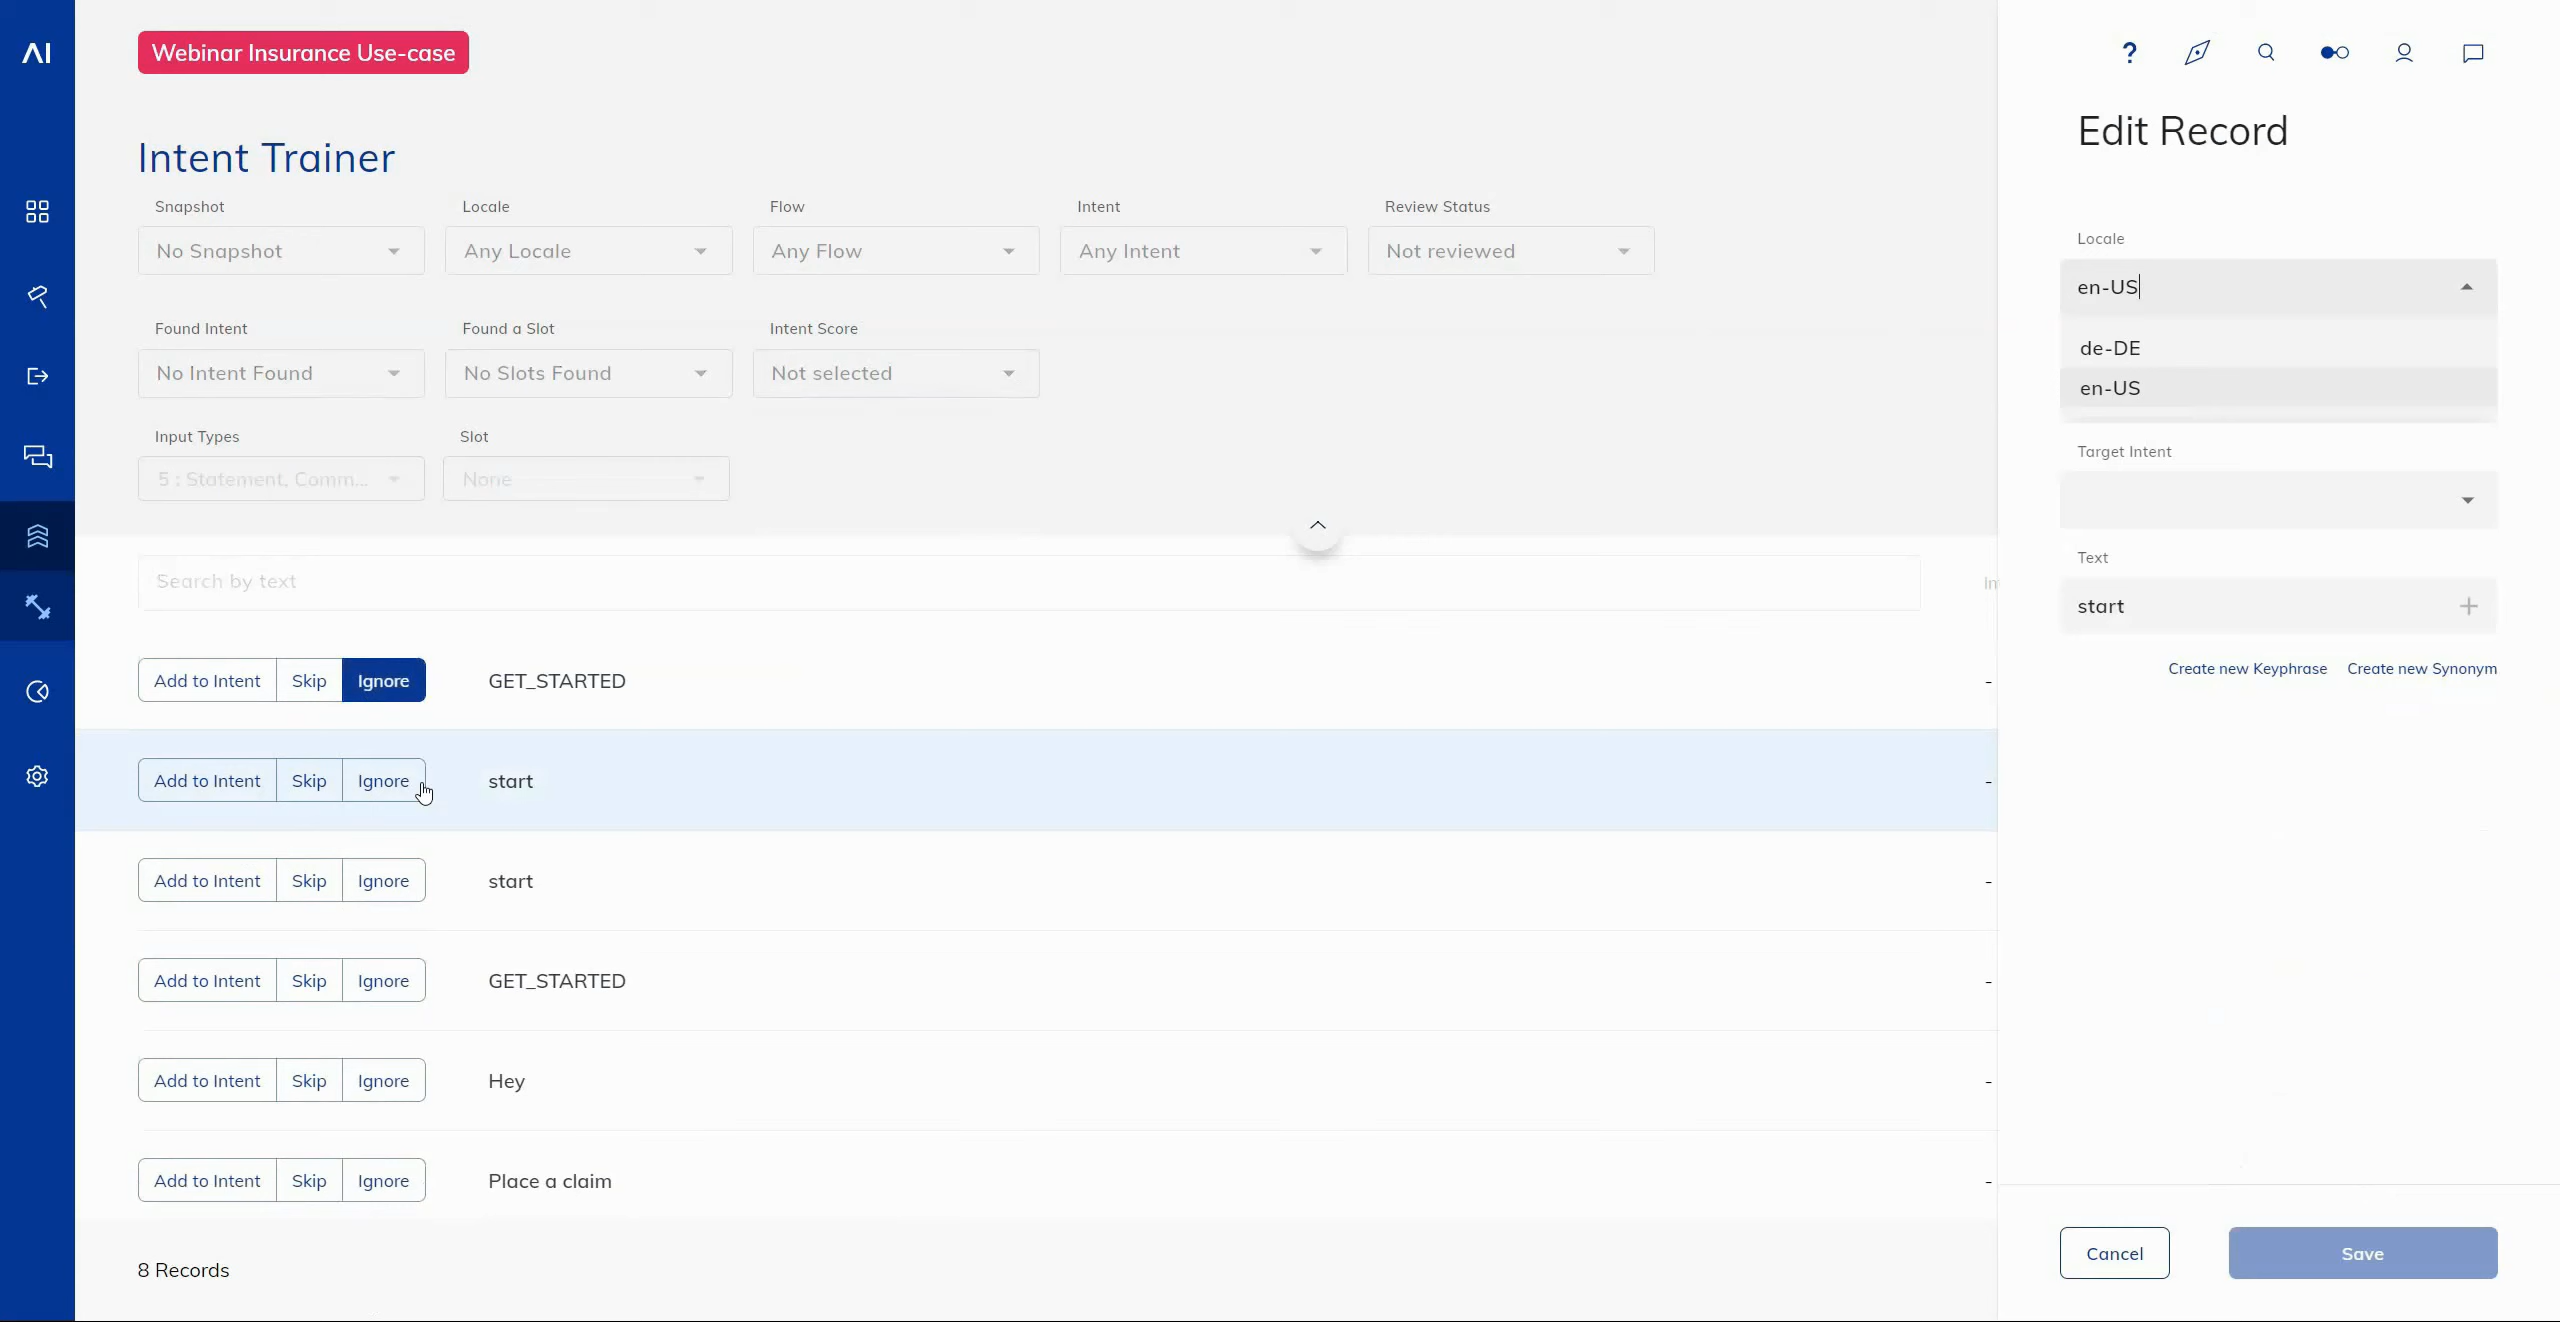 AI
Webinar Insurance Use-case
?
Intent Trainer
Snapshot Locale Flow Intent Review Status
No Snapshot Any Locale Any Flow Any Intent Not reviewed
Found Intent Found a Slot Intent Score
No Intent Found No Slots Found Not selected
Input Types Slot
5 : Statement, Comm... None
Search by text
Add to Intent Skip Ignore GET_STARTED -
Add to Intent Skip Ignore start -
Add to Intent Skip Ignore start -
Add to Intent Skip Ignore GET_STARTED -
Add to Intent Skip Ignore Hey -
Add to Intent Skip Ignore Place a claim -
8 Records
Edit Record
Locale
en-US
de-DE
en-US
Target Intent
Text
start
Create new Keyphrase Create new Synonym
Cancel Save